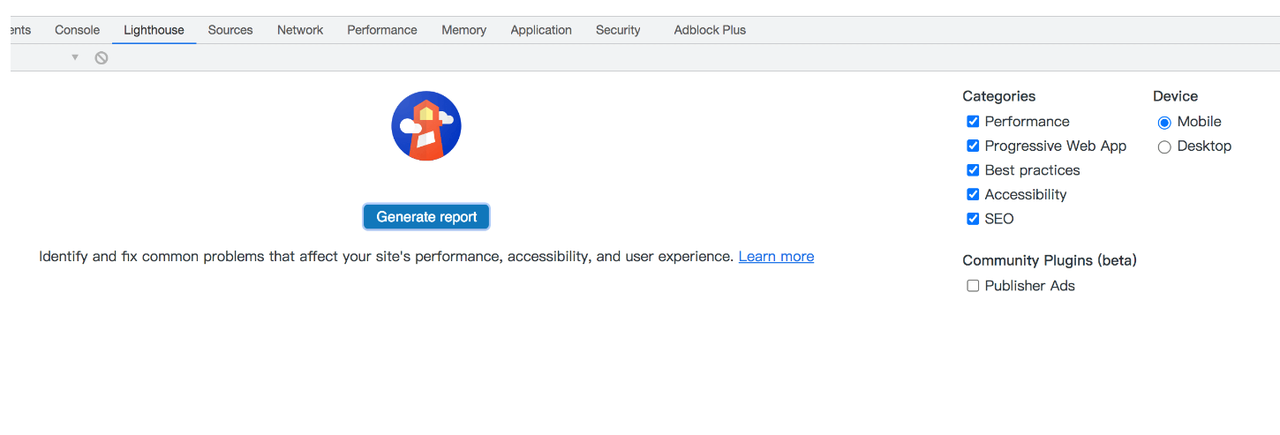 ents Console Lighthouse Sources Network Performance Memory Application Security Adblock Plus
Generate report
Identify and fix common problems that affect your site's performance, accessibility, and user experience. Learn more
Categories
Performance
Progressive Web App
Best practices
Accessibility
SEO
Community Plugins (beta)
Publisher Ads
Device
Mobile
Desktop